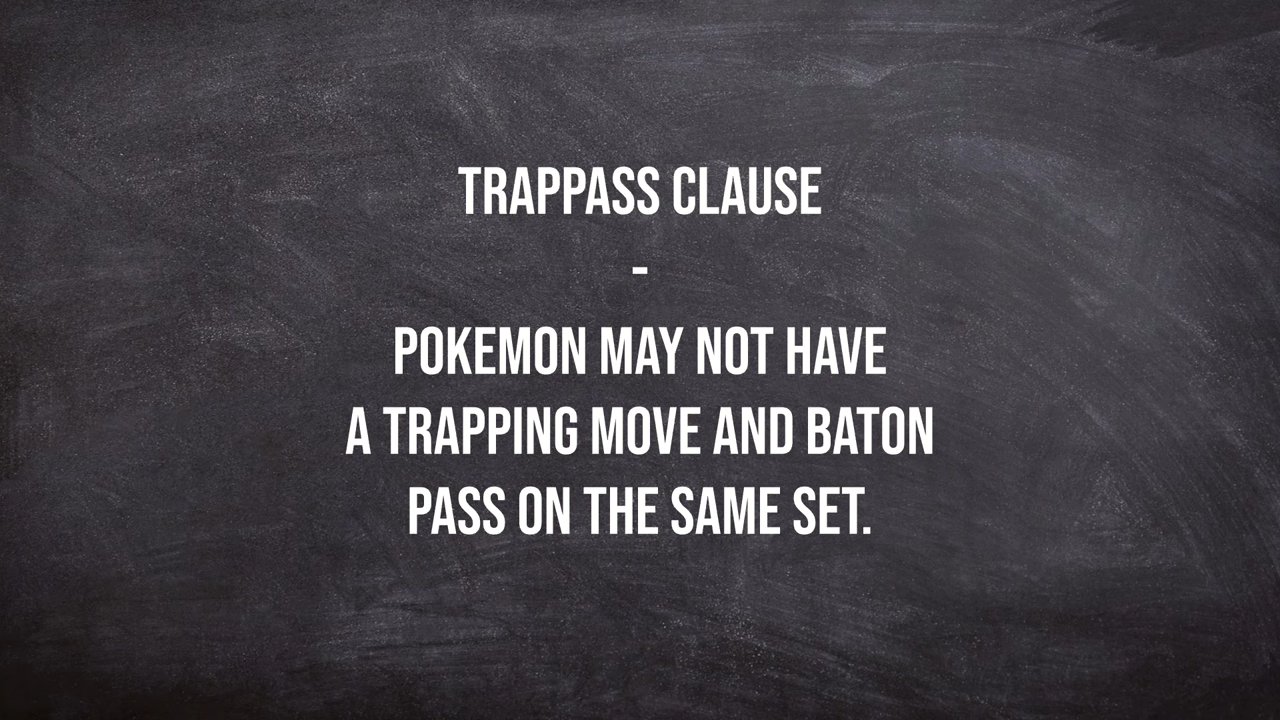 TRAPPASS CLAUSE
-
POKEMON MAY NOT HAVE
A TRAPPING MOVE AND BATON
PASS ON THE SAME SET.